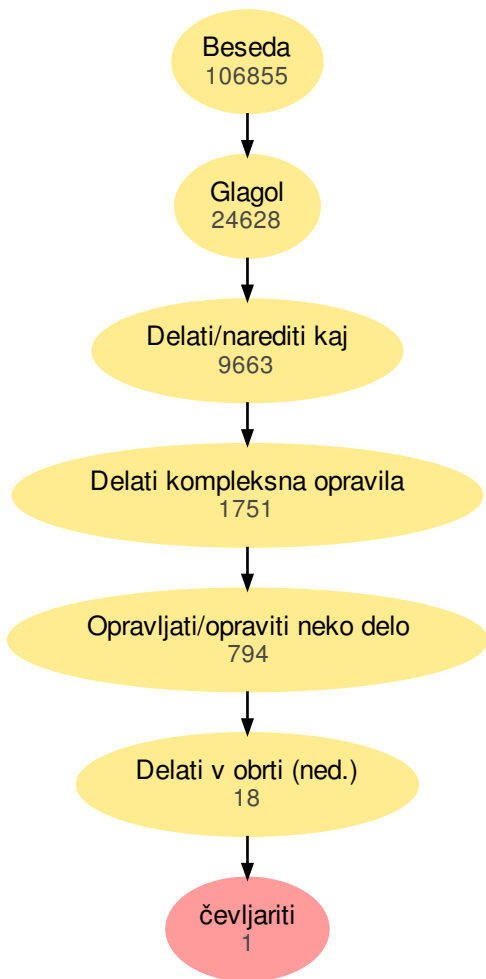 Beseda
106855
Glagol
24628
Delati/narediti kaj
9663
Delati kompleksna opravila
1751
Opravljati/opraviti neko delo
794
Delati v obrti (ned.)
18
čevljariti
1